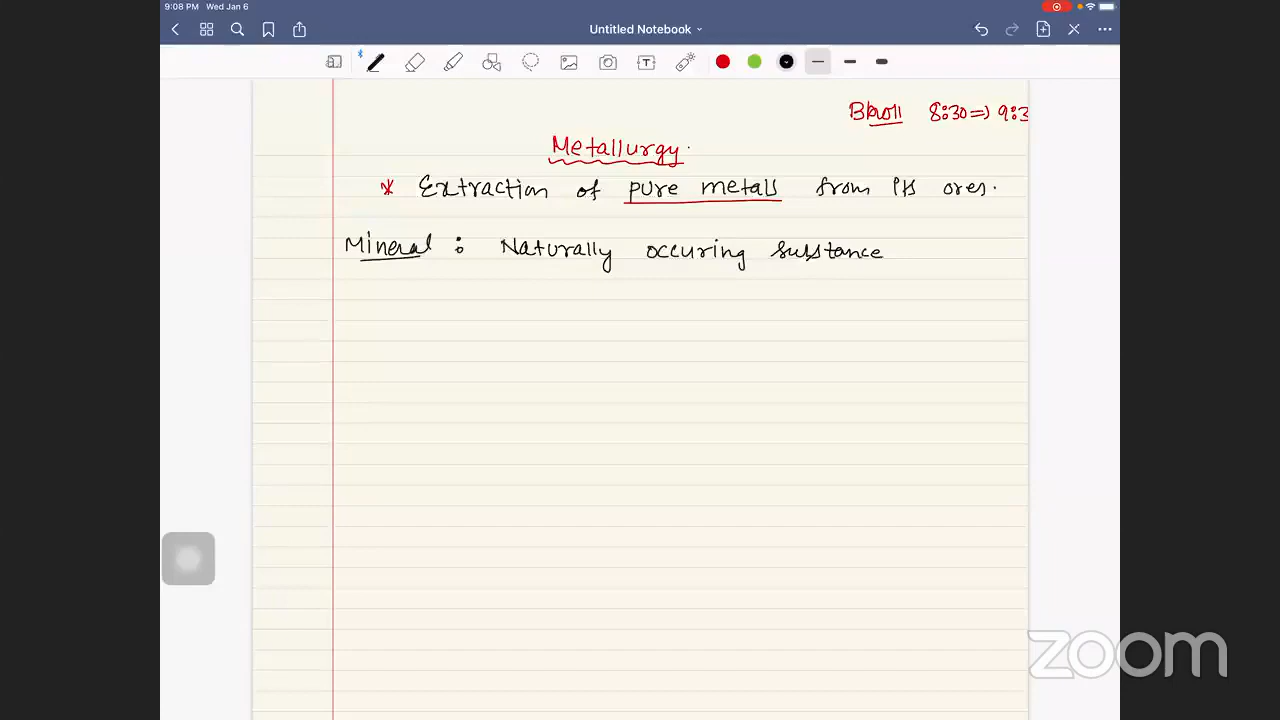 9:08 PM Wed Jan 6
Untitled Notebook
8:30 => 9:3
Metallurgy.
* Extraction of pure metals from its ores.
Mineral : Naturally occuring substance
zoom